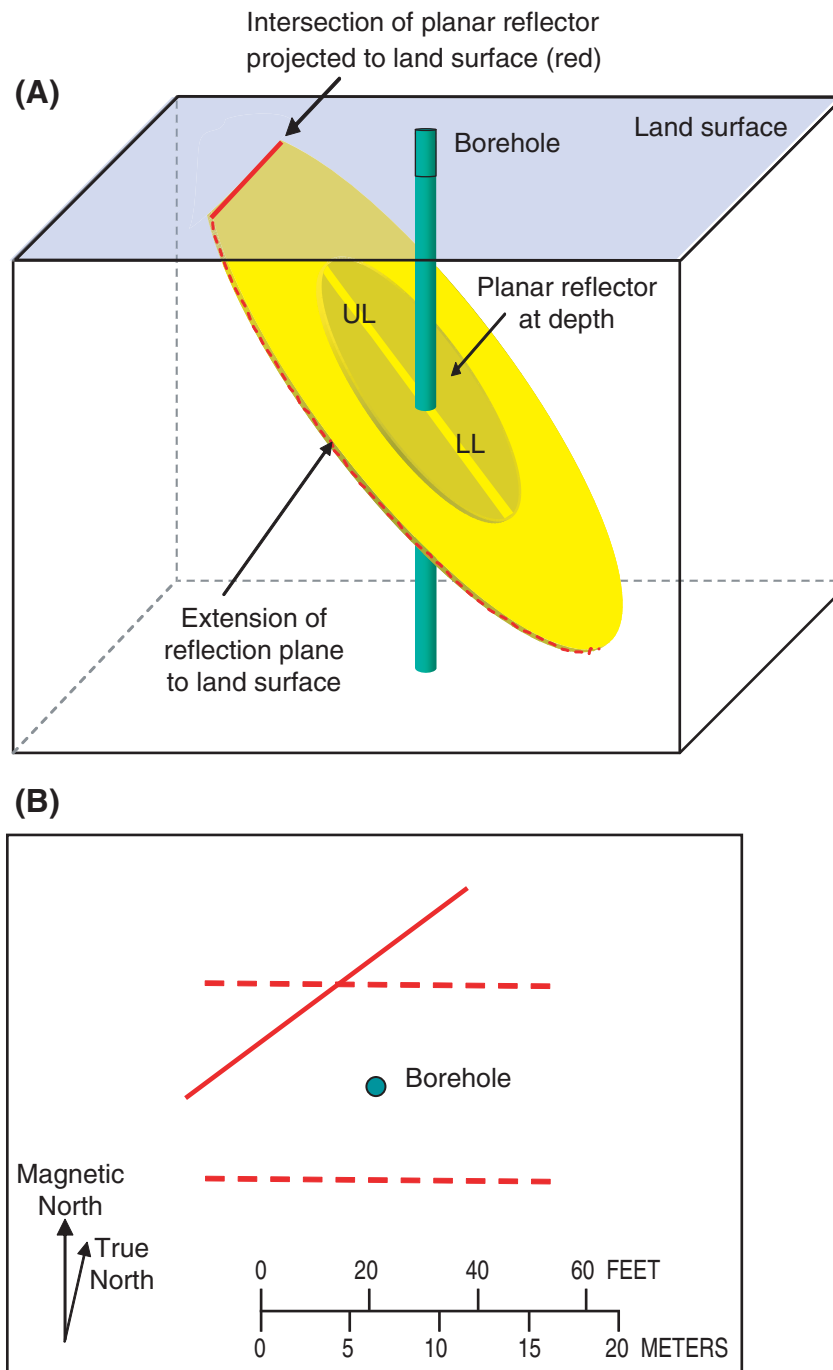 Intersection of planar reflector
projected to land surface (red)
(A)
Land surface
Borehole
Planar reflector
at depth
UL
LL
Extension of
reflection plane
to land surface
(B)
Borehole
Magnetic
North
True
North
0 20 40 60 FEET
0 5 10 15 20 METERS